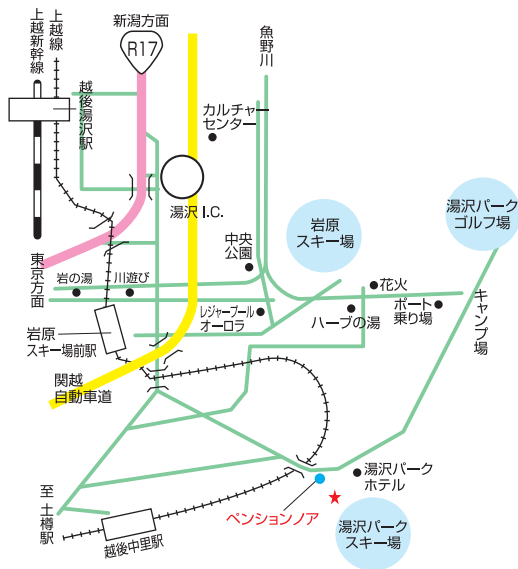 上越線
上越新幹線
新潟方面
R17
魚野川
越後湯沢駅
カルチャー
センター
湯沢 I.C.
湯沢パーク
ゴルフ場
岩原
スキー場
中央
公園
東京方面
岩の湯
川遊び
花火
レジャープール
オーロラ
ハーブの湯
ボート
乗り場
キャンプ場
岩原
スキー場前駅
関越
自動車道
湯沢パーク
ホテル
至 土樽駅
ペンションノア
★
越後中里駅
湯沢パーク
スキー場